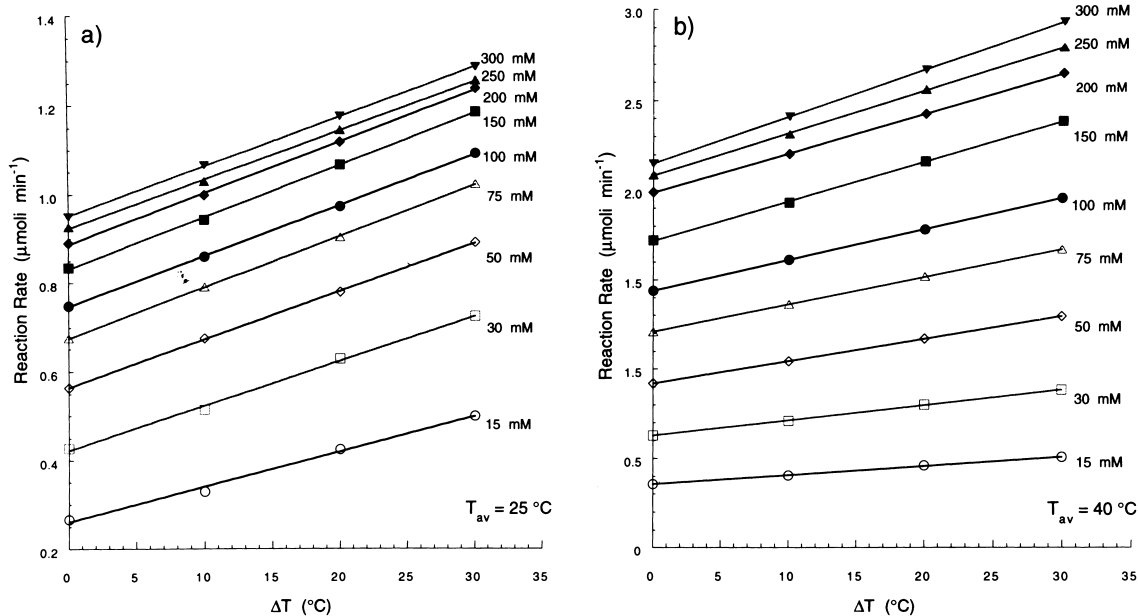 a)
1.4
1.2
1.0
0.8
0.6
0.4
0.2
Reaction Rate (μmoli min⁻¹)
300 mM
250 mM
200 mM
150 mM
100 mM
75 mM
50 mM
30 mM
15 mM
T_av = 25 °C
0
5
10
15
20
25
30
35
ΔT (°C)
b)
3.0
2.5
2.0
1.5
1.5
0.5
0
Reaction Rate (μmoli min⁻¹)
300 mM
250 mM
200 mM
150 mM
100 mM
75 mM
50 mM
30 mM
15 mM
T_av = 40 °C
0
5
10
15
20
25
30
35
ΔT (°C)